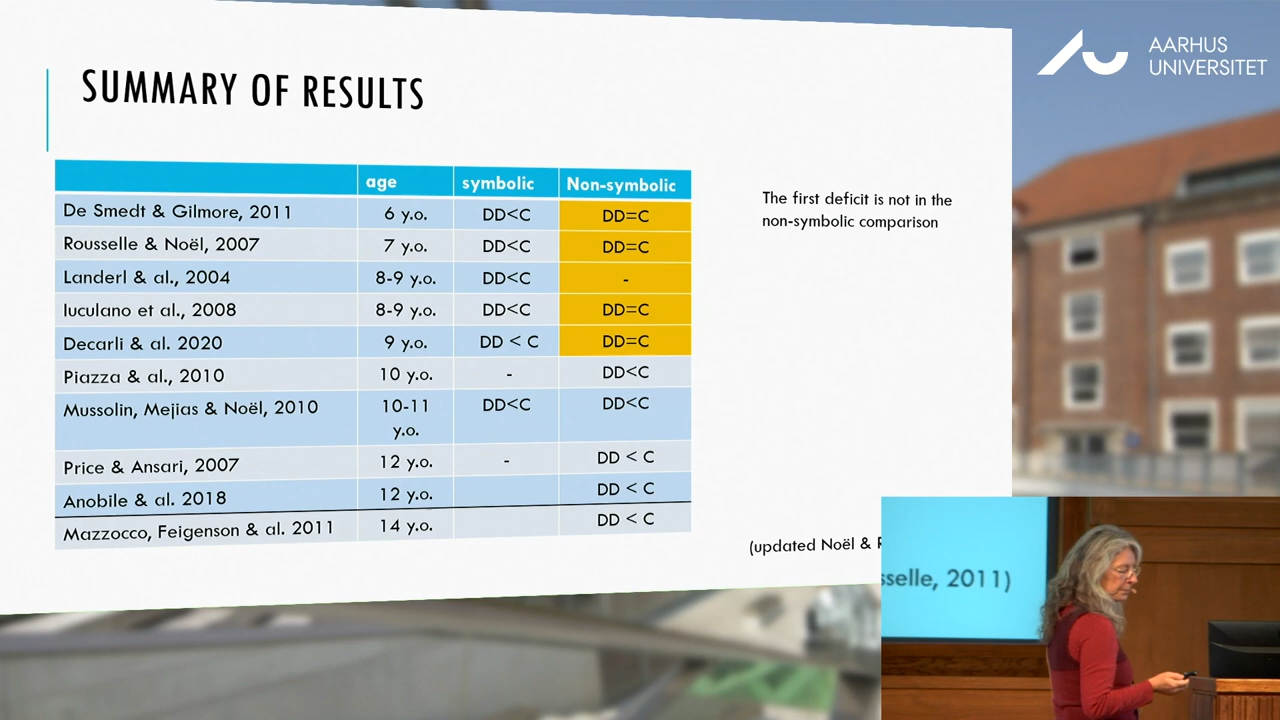 AARHUS
UNIVERSITET
SUMMARY OF RESULTS
age symbolic Non-symbolic
De Smedt & Gilmore, 2011 6 y.o. DD<C DD=C
Rousselle & Noël, 2007 7 y.o. DD<C DD=C
Landerl & al., 2004 8-9 y.o. DD<C -
Iuculano et al., 2008 8-9 y.o. DD<C DD=C
Decarli & al. 2020 9 y.o. DD < C DD=C
Piazza & al., 2010 10 y.o. - DD<C
Mussolin, Mejias & Noël, 2010 10-11 DD<C DD<C
y.o.
Price & Ansari, 2007 12 y.o. - DD < C
Anobile & al. 2018 12 y.o. DD < C
Mazzocco, Feigenson & al. 2011 14 y.o. DD < C
The first deficit is not in the
non-symbolic comparison
(updated Noël &
sselle, 2011)